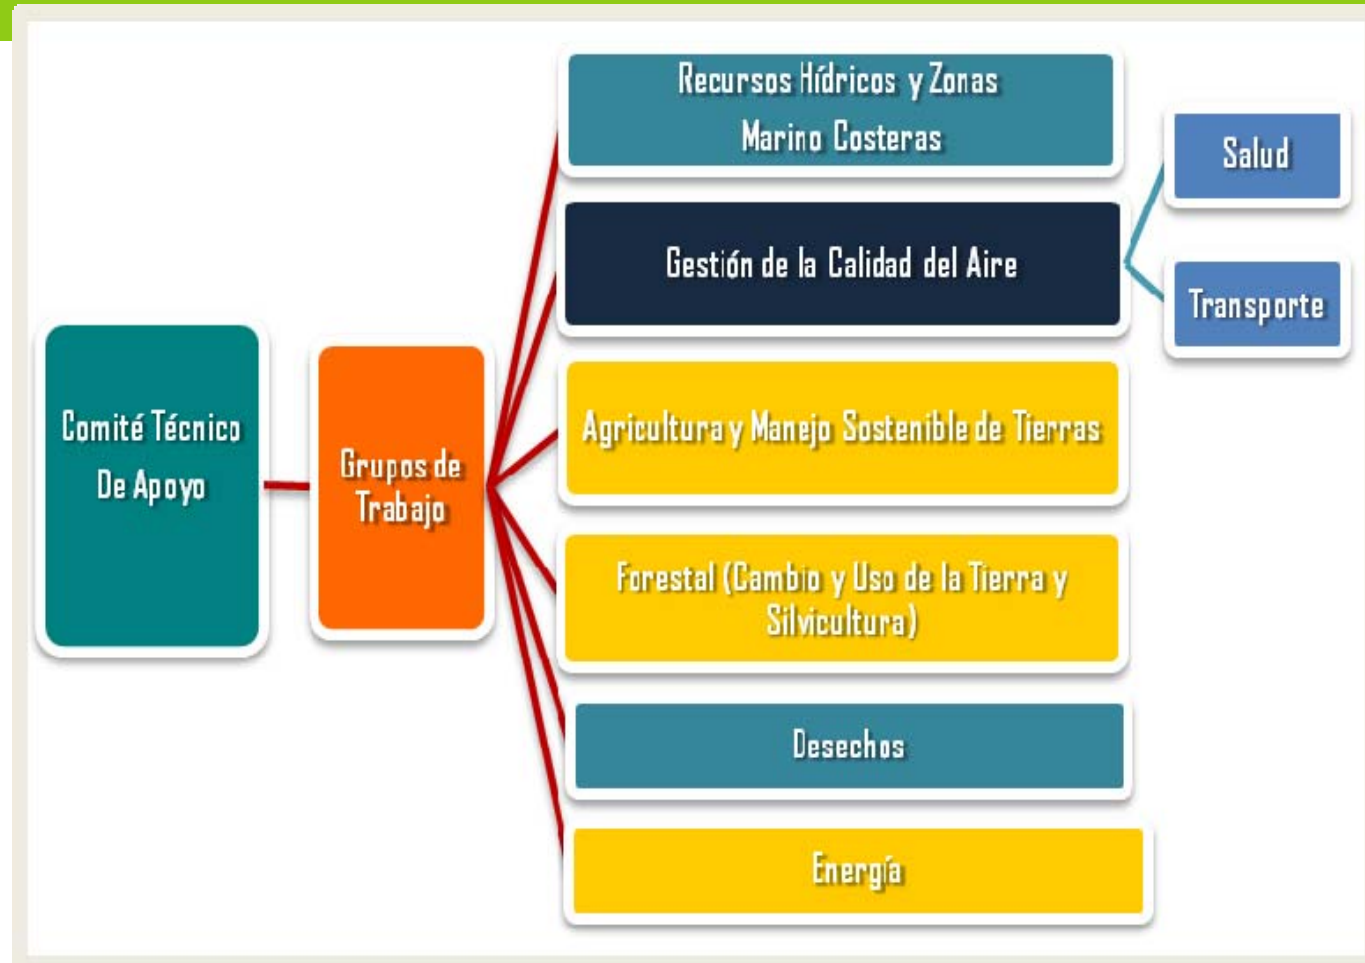 Recursos Hídricos y Zonas
Marino Costeras
Salud
Gestión de la Calidad del Aire
Transporte
Comité Técnico
De Apoyo
Grupos de
Trabajo
Agricultura y Manejo Sostenible de Tierras
Forestal (Cambio y Uso de la Tierra y
Silvicultura)
Desechos
Energía